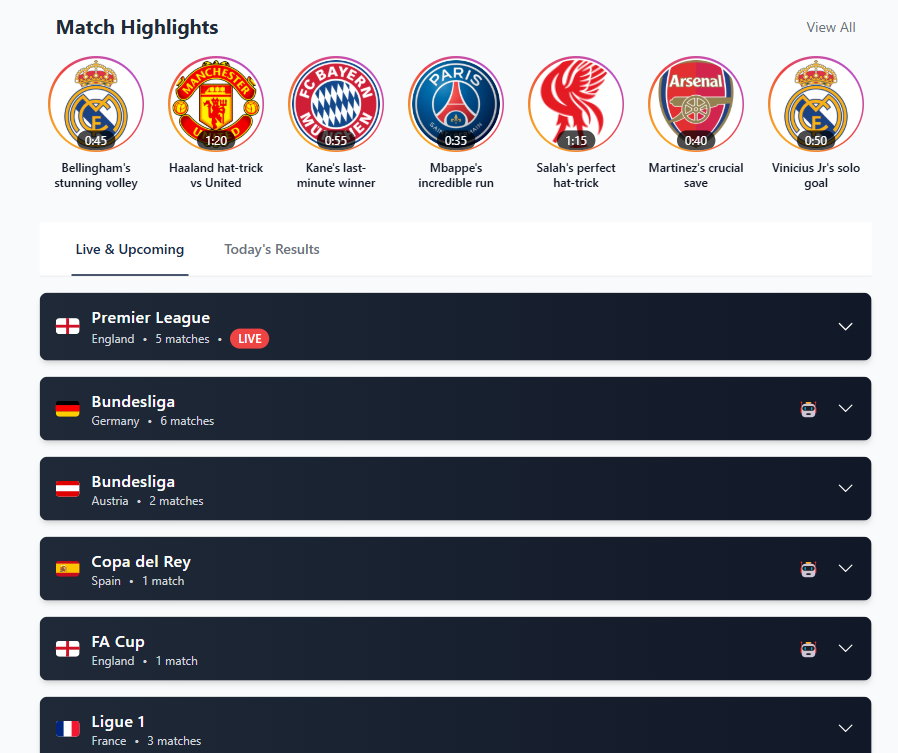 Match Highlights
View All
MANCHESTER
UNITED
FC BAYERN
MÜNCHEN
PARIS
Arsenal
0:45
1:20
0:55
0:35
1:15
0:40
0:50
Bellingham's
stunning volley
Haaland hat-trick
vs United
Kane's last-
minute winner
Mbappe's
incredible run
Salah's perfect
hat-trick
Martinez's crucial
save
Vinicius Jr's solo
goal
Live & Upcoming
Today's Results
Premier League
England • 5 matches • LIVE
Bundesliga
Germany • 6 matches
Bundesliga
Austria • 2 matches
Copa del Rey
Spain • 1 match
FA Cup
England • 1 match
Ligue 1
France • 3 matches